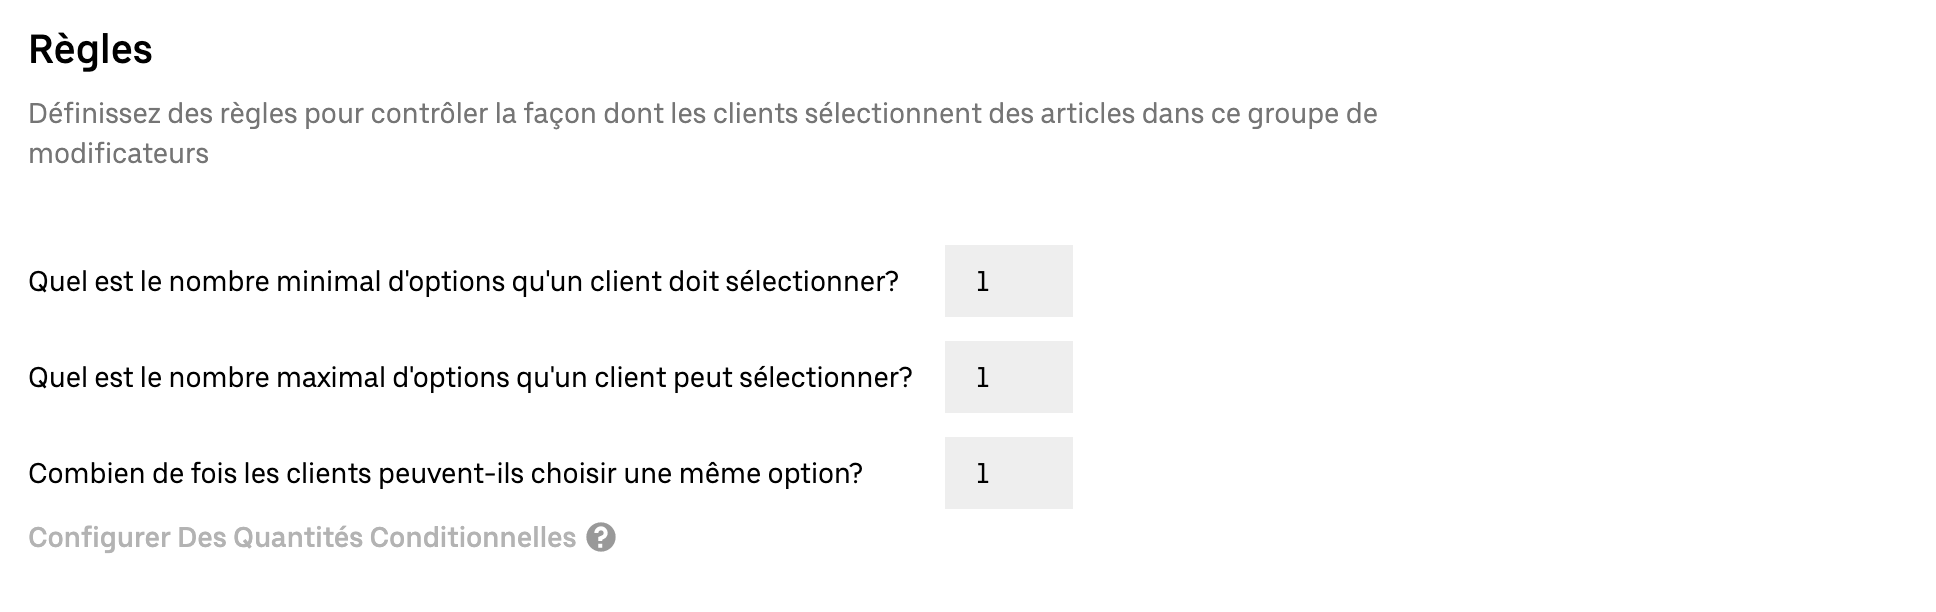 Règles
Définissez des règles pour contrôler la façon dont les clients sélectionnent des articles dans ce groupe de
modificateurs
Quel est le nombre minimal d'options qu'un client doit sélectionner? 1
Quel est le nombre maximal d'options qu'un client peut sélectionner? 1
Combien de fois les clients peuvent-ils choisir une même option? 1
Configurer Des Quantités Conditionnelles ?